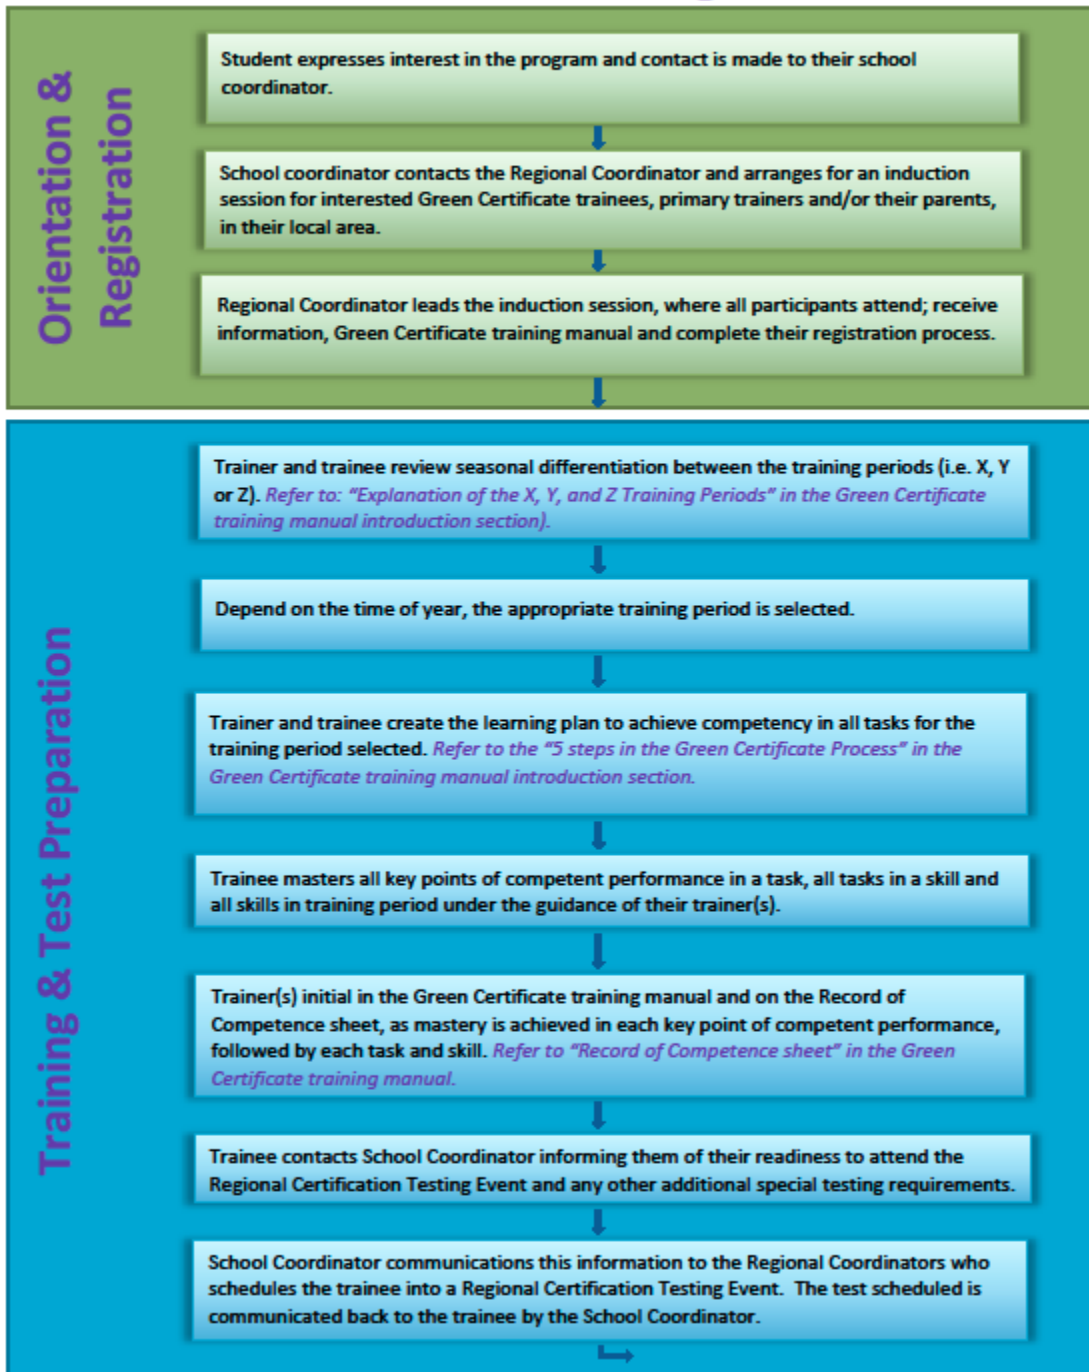 Orientation &
Registration
Student expresses interest in the program and contact is made to their school
coordinator.
School coordinator contacts the Regional Coordinator and arranges for an induction
session for interested Green Certificate trainees, primary trainers and/or their parents,
in their local area.
Regional Coordinator leads the induction session, where all participants attend; receive
information, Green Certificate training manual and complete their registration process.
Training & Test Preparation
Trainer and trainee review seasonal differentiation between the training periods (i.e. X, Y
or Z). Refer to: “Explanation of the X, Y, and Z Training Periods” in the Green Certificate
training manual introduction section).
Depend on the time of year, the appropriate training period is selected.
Trainer and trainee create the learning plan to achieve competency in all tasks for the
training period selected. Refer to the “5 steps in the Green Certificate Process” in the
Green Certificate training manual introduction section.
Trainee masters all key points of competent performance in a task, all tasks in a skill and
all skills in training period under the guidance of their trainer(s).
Trainer(s) initial in the Green Certificate training manual and on the Record of
Competence sheet, as mastery is achieved in each key point of competent performance,
followed by each task and skill. Refer to “Record of Competence sheet” in the Green
Certificate training manual.
Trainee contacts School Coordinator informing them of their readiness to attend the
Regional Certification Testing Event and any other additional special testing requirements.
School Coordinator communications this information to the Regional Coordinators who
schedules the trainee into a Regional Certification Testing Event.  The test scheduled is
communicated back to the trainee by the School Coordinator.